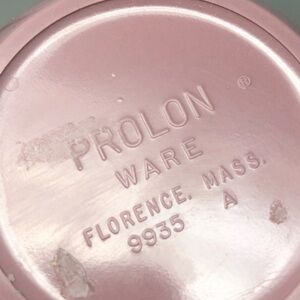 PROLON ®
WARE
FLORENCE, MASS.
9935 A